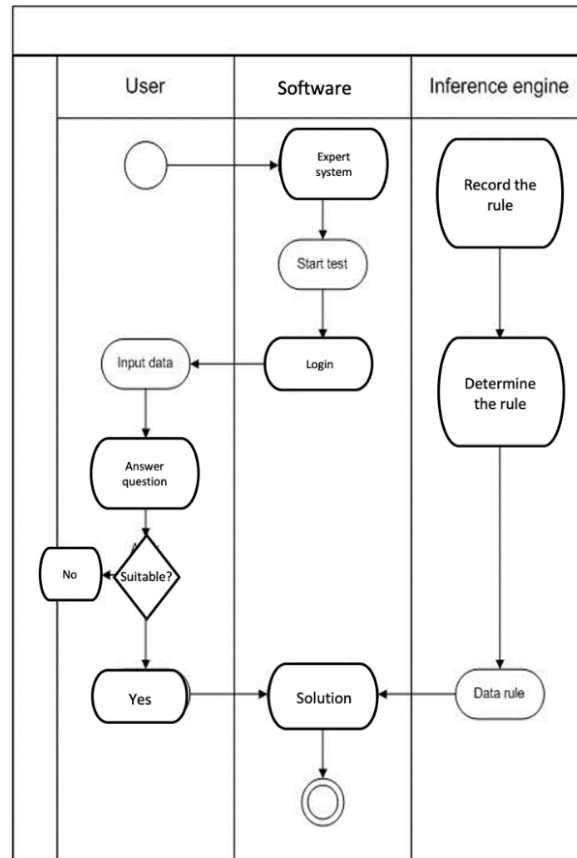 User
Software
Inference engine
Expert
system
Record the
rule
Start test
Input data
Login
Determine
the rule
Answer
question
No
Suitable?
Yes
Solution
Data rule